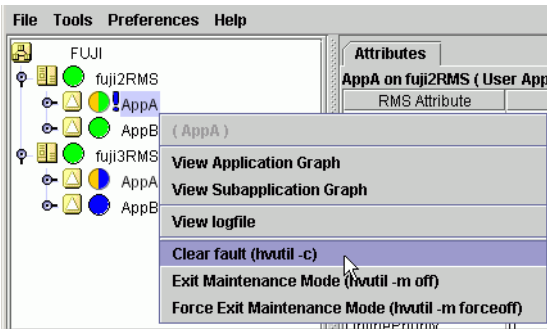 File Tools Preferences Help
FUJI
Attributes
fuji2RMS
AppA on fuji2RMS ( User App
AppA
RMS Attribute
AppB
( AppA )
fuji3RMS
View Application Graph
AppA
View Subapplication Graph
AppB
View logfile
Clear fault (hvutil -c)
Exit Maintenance Mode (hvutil -m off)
Force Exit Maintenance Mode (hvutil -m forceoff)